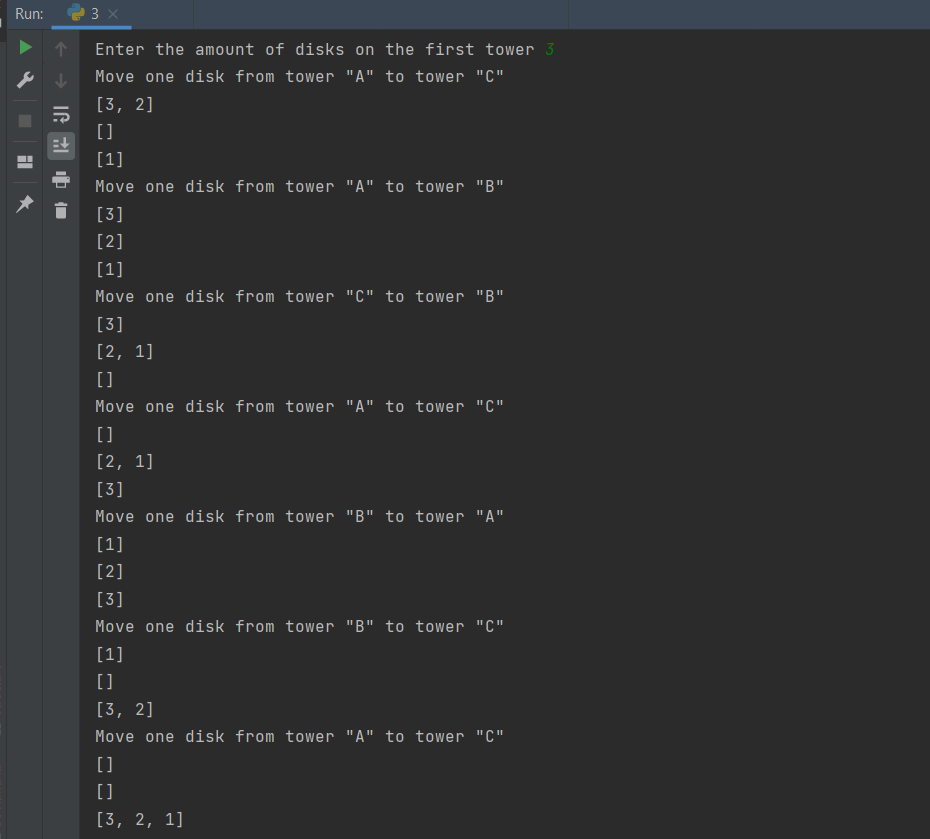 Run: 3
Enter the amount of disks on the first tower 3
Move one disk from tower "A" to tower "C"
[3, 2]
[]
[1]
Move one disk from tower "A" to tower "B"
[3]
[2]
[1]
Move one disk from tower "C" to tower "B"
[3]
[2, 1]
[]
Move one disk from tower "A" to tower "C"
[]
[2, 1]
[3]
Move one disk from tower "B" to tower "A"
[1]
[2]
[3]
Move one disk from tower "B" to tower "C"
[1]
[]
[3, 2]
Move one disk from tower "A" to tower "C"
[]
[]
[3, 2, 1]